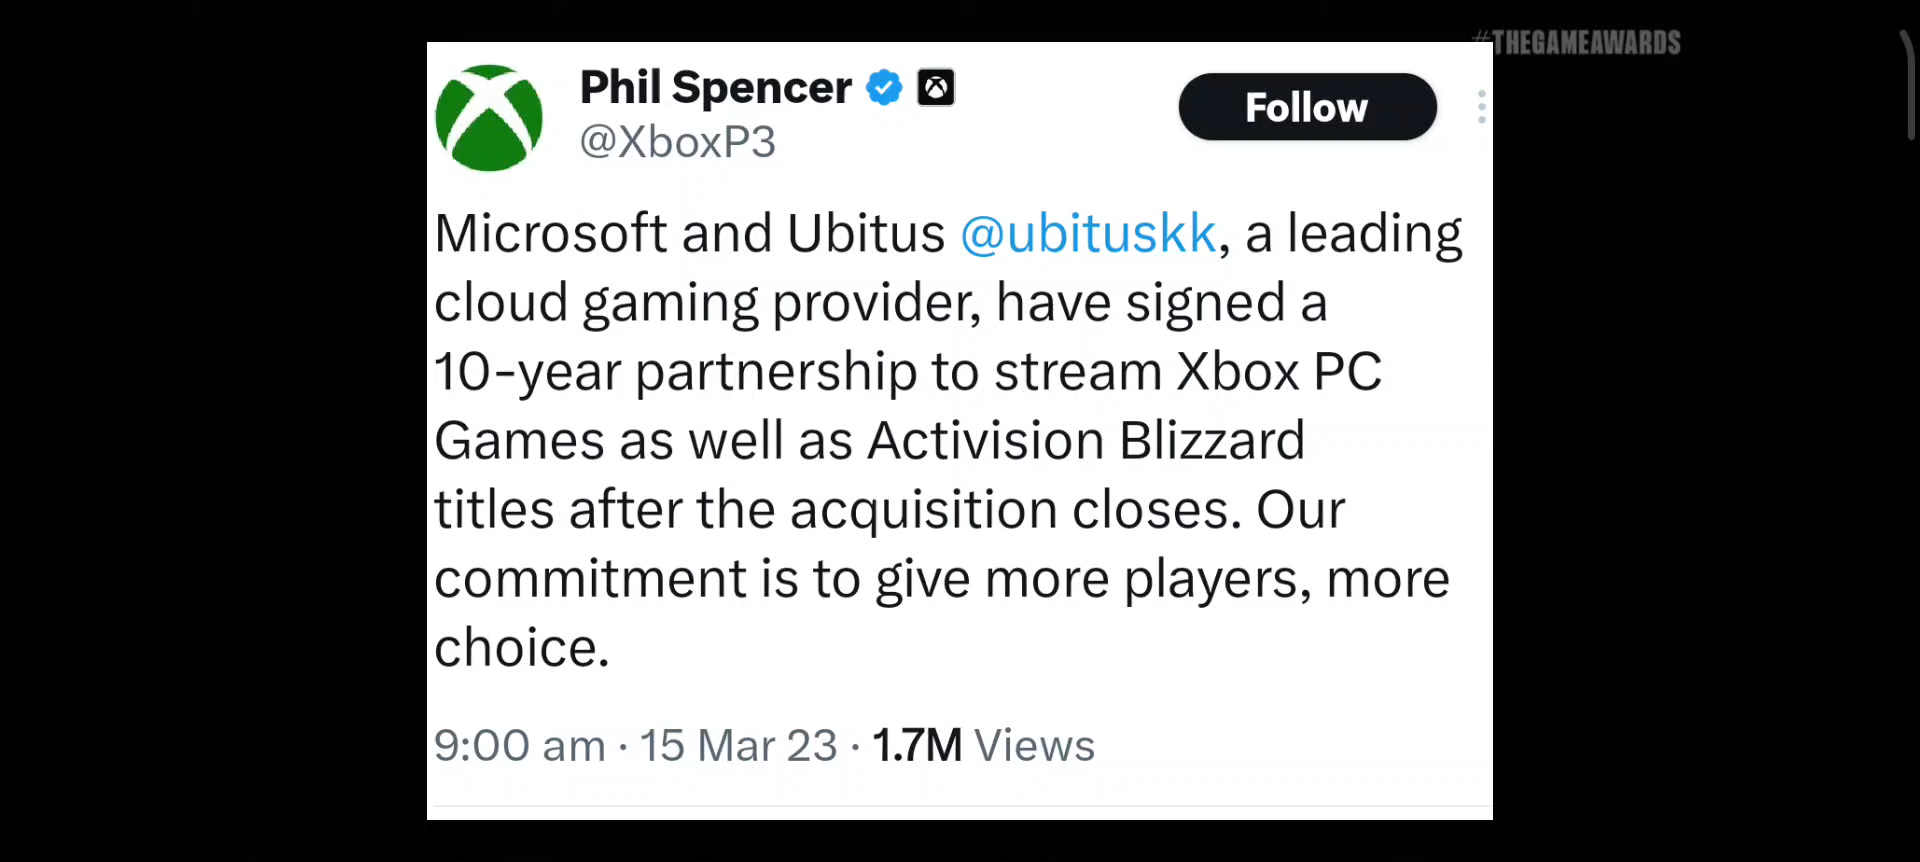 #THEGAMEAWARDS
Phil Spencer
Follow
@XboxP3
Microsoft and Ubitus @ubituskk, a leading
cloud gaming provider, have signed a
10-year partnership to stream Xbox PC
Games as well as Activision Blizzard
titles after the acquisition closes. Our
commitment is to give more players, more
choice.
9:00 am · 15 Mar 23 · 1.7M Views